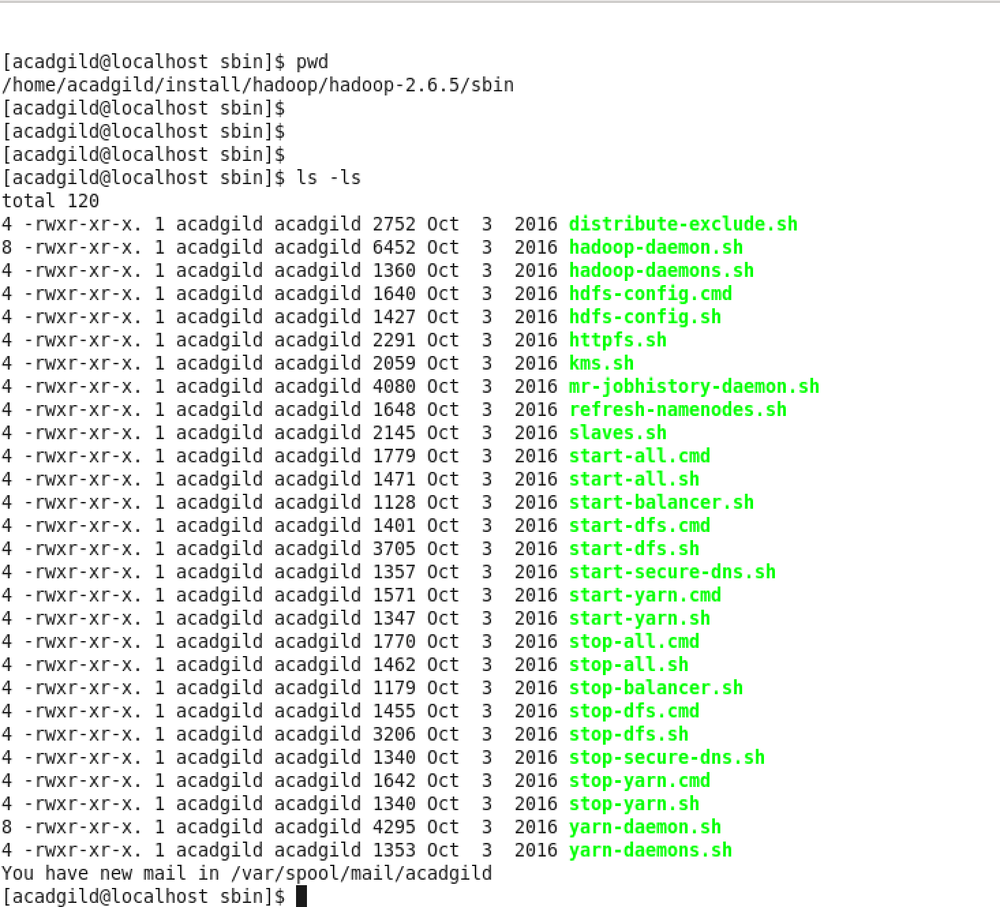 [acadgild@localhost sbin]$ pwd
/home/acadgild/install/hadoop/hadoop-2.6.5/sbin
[acadgild@localhost sbin]$
[acadgild@localhost sbin]$
[acadgild@localhost sbin]$
[acadgild@localhost sbin]$ ls -ls
total 120
4 -rwxr-xr-x. 1 acadgild acadgild 2752 Oct  3  2016 distribute-exclude.sh
8 -rwxr-xr-x. 1 acadgild acadgild 6452 Oct  3  2016 hadoop-daemon.sh
4 -rwxr-xr-x. 1 acadgild acadgild 1360 Oct  3  2016 hadoop-daemons.sh
4 -rwxr-xr-x. 1 acadgild acadgild 1640 Oct  3  2016 hdfs-config.cmd
4 -rwxr-xr-x. 1 acadgild acadgild 1427 Oct  3  2016 hdfs-config.sh
4 -rwxr-xr-x. 1 acadgild acadgild 2291 Oct  3  2016 httpfs.sh
4 -rwxr-xr-x. 1 acadgild acadgild 2059 Oct  3  2016 kms.sh
4 -rwxr-xr-x. 1 acadgild acadgild 4080 Oct  3  2016 mr-jobhistory-daemon.sh
4 -rwxr-xr-x. 1 acadgild acadgild 1648 Oct  3  2016 refresh-namenodes.sh
4 -rwxr-xr-x. 1 acadgild acadgild 2145 Oct  3  2016 slaves.sh
4 -rwxr-xr-x. 1 acadgild acadgild 1779 Oct  3  2016 start-all.cmd
4 -rwxr-xr-x. 1 acadgild acadgild 1471 Oct  3  2016 start-all.sh
4 -rwxr-xr-x. 1 acadgild acadgild 1128 Oct  3  2016 start-balancer.sh
4 -rwxr-xr-x. 1 acadgild acadgild 1401 Oct  3  2016 start-dfs.cmd
4 -rwxr-xr-x. 1 acadgild acadgild 3705 Oct  3  2016 start-dfs.sh
4 -rwxr-xr-x. 1 acadgild acadgild 1357 Oct  3  2016 start-secure-dns.sh
4 -rwxr-xr-x. 1 acadgild acadgild 1571 Oct  3  2016 start-yarn.cmd
4 -rwxr-xr-x. 1 acadgild acadgild 1347 Oct  3  2016 start-yarn.sh
4 -rwxr-xr-x. 1 acadgild acadgild 1770 Oct  3  2016 stop-all.cmd
4 -rwxr-xr-x. 1 acadgild acadgild 1462 Oct  3  2016 stop-all.sh
4 -rwxr-xr-x. 1 acadgild acadgild 1179 Oct  3  2016 stop-balancer.sh
4 -rwxr-xr-x. 1 acadgild acadgild 1455 Oct  3  2016 stop-dfs.cmd
4 -rwxr-xr-x. 1 acadgild acadgild 3206 Oct  3  2016 stop-dfs.sh
4 -rwxr-xr-x. 1 acadgild acadgild 1340 Oct  3  2016 stop-secure-dns.sh
4 -rwxr-xr-x. 1 acadgild acadgild 1642 Oct  3  2016 stop-yarn.cmd
4 -rwxr-xr-x. 1 acadgild acadgild 1340 Oct  3  2016 stop-yarn.sh
8 -rwxr-xr-x. 1 acadgild acadgild 4295 Oct  3  2016 yarn-daemon.sh
4 -rwxr-xr-x. 1 acadgild acadgild 1353 Oct  3  2016 yarn-daemons.sh
You have new mail in /var/spool/mail/acadgild
[acadgild@localhost sbin]$